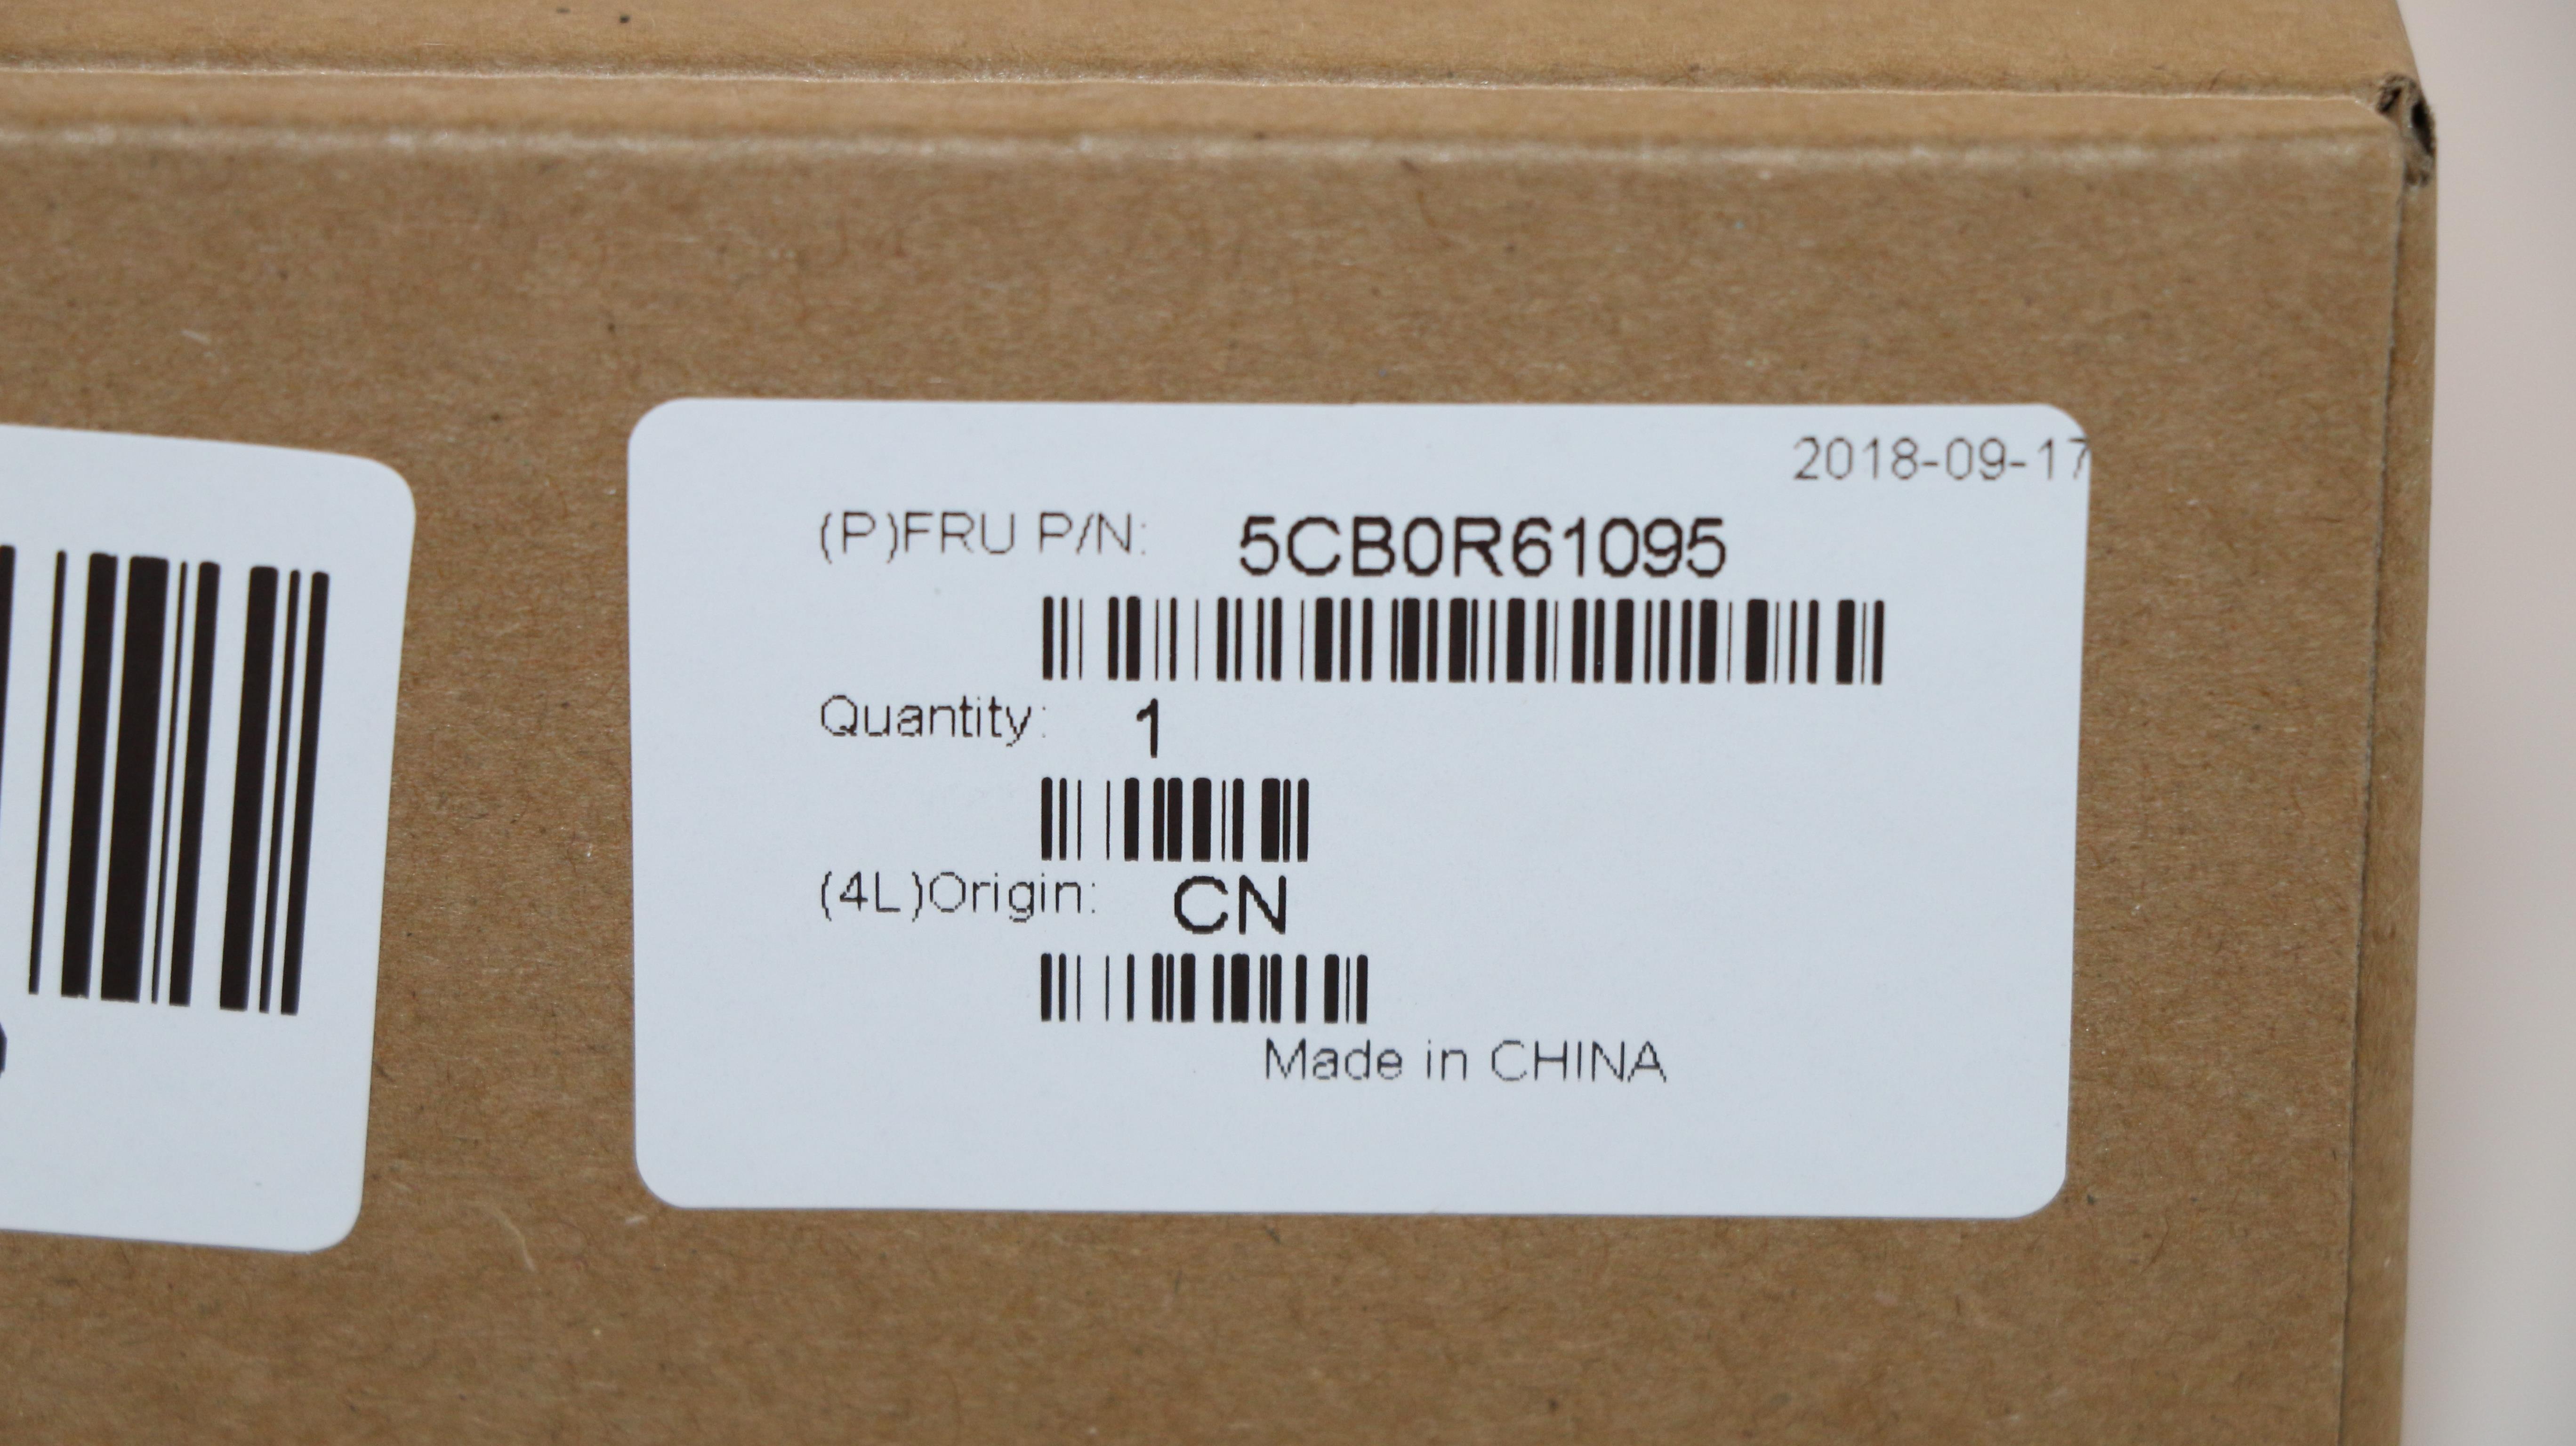 2018-09-17
(P)FRU P/N: 5CB0R61095
Quantity: 1
(4L)Origin: CN
Made in CHINA